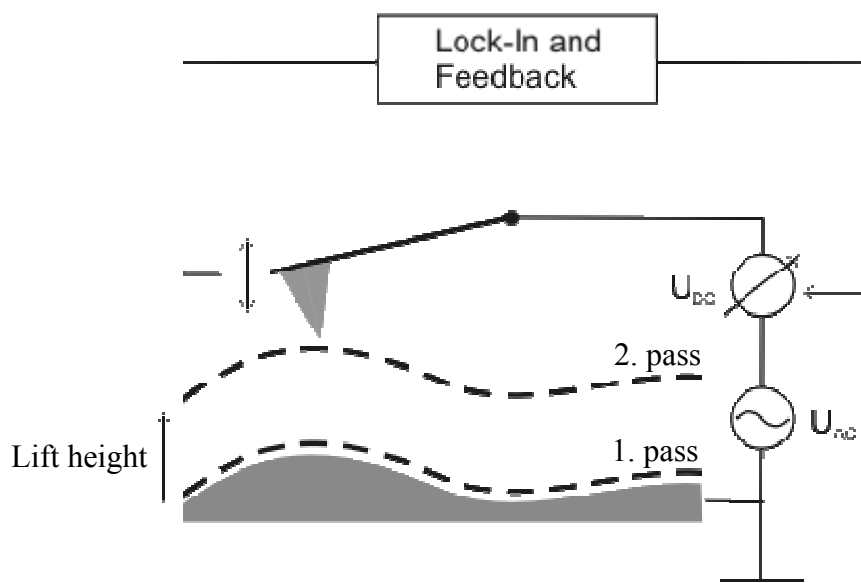 Lock-In and
Feedback
U_DC
2. pass
U_AC
Lift height
1. pass